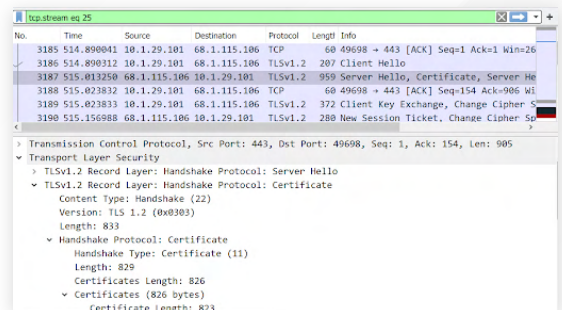 tcp.stream eq 25
No. Time Source Destination Protocol Lengtl Info
3185 514.890041 10.1.29.101 68.1.115.106 TCP 60 49698 → 443 [ACK] Seq=1 Ack=1 Win=26
3186 514.890312 10.1.29.101 68.1.115.106 TLSv1.2 207 Client Hello
3187 515.013250 68.1.115.106 10.1.29.101 TLSv1.2 959 Server Hello, Certificate, Server He
3188 515.023832 10.1.29.101 68.1.115.106 TCP 60 49698 → 443 [ACK] Seq=154 Ack=906 Wi
3189 515.023833 10.1.29.101 68.1.115.106 TLSv1.2 372 Client Key Exchange, Change Cipher S
3190 515.156988 68.1.115.106 10.1.29.101 TLSv1.2 280 New Session Ticket, Change Cipher Sp
Transmission Control Protocol, Src Port: 443, Dst Port: 49698, Seq: 1, Ack: 154, Len: 905
Transport Layer Security
TLSv1.2 Record Layer: Handshake Protocol: Server Hello
TLSv1.2 Record Layer: Handshake Protocol: Certificate
Content Type: Handshake (22)
Version: TLS 1.2 (0x0303)
Length: 833
Handshake Protocol: Certificate
Handshake Type: Certificate (11)
Length: 829
Certificates Length: 826
Certificates (826 bytes)
Certificate Length: 823